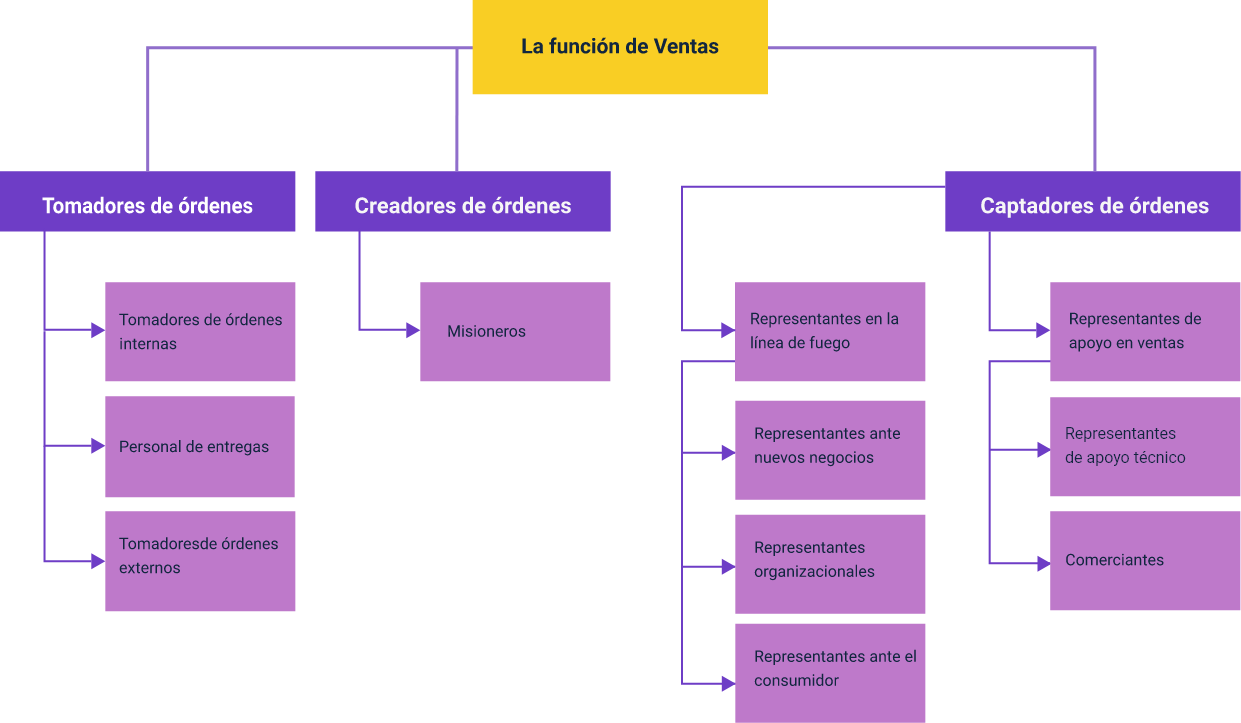 La función de Ventas
Tomadores de órdenes
Creadores de órdenes
Captadores de órdenes
Tomadores de órdenes
internas
Personal de entregas
Tomadoresde órdenes
externos
Misioneros
Representantes en la
línea de fuego
Representantes ante
nuevos negocios
Representantes
organizacionales
Representantes ante el
consumidor
Representantes de
apoyo en ventas
Representantes
de apoyo técnico
Comerciantes